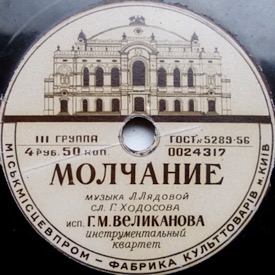 III ГРУППА ГОСТ № 5289-56
4 РУБ. 50 КОП. 0024317
МОЛЧАНИЕ
МУЗЫКА Л. ЛЯДОВОЙ
СЛ. Г. ХОДОСОВА
ИСП. Г. М. ВЕЛИКАНОВА
ИНСТРУМЕНТАЛЬНЫЙ
КВАРТЕТ
МІСЬКМІСЦЕВПРОМ – ФАБРИКА КУЛЬТТОВАРІВ м. КИЇВ